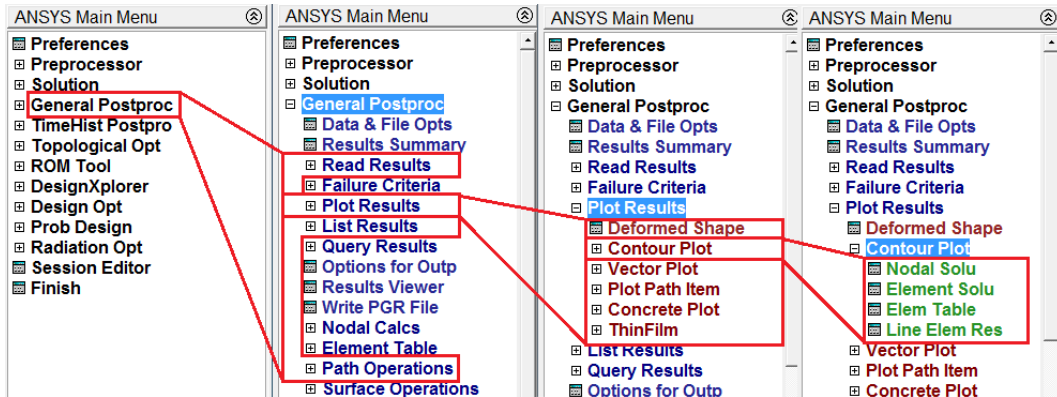 ANSYS Main Menu
Preferences
Preprocessor
Solution
General Postproc
TimeHist Postpro
Topological Opt
ROM Tool
DesignXplorer
Design Opt
Prob Design
Radiation Opt
Session Editor
Finish
ANSYS Main Menu
Preferences
Preprocessor
Solution
General Postproc
Data & File Opts
Results Summary
Read Results
Failure Criteria
Plot Results
List Results
Query Results
Options for Outp
Results Viewer
Write PGR File
Nodal Calcs
Element Table
Path Operations
Surface Operations
ANSYS Main Menu
Preferences
Preprocessor
Solution
General Postproc
Data & File Opts
Results Summary
Read Results
Failure Criteria
Plot Results
Deformed Shape
Contour Plot
Vector Plot
Plot Path Item
Concrete Plot
ThinFilm
List Results
Query Results
Options for Outp
ANSYS Main Menu
Preferences
Preprocessor
Solution
General Postproc
Data & File Opts
Results Summary
Read Results
Failure Criteria
Plot Results
Deformed Shape
Contour Plot
Nodal Solu
Element Solu
Elem Table
Line Elem Res
Vector Plot
Plot Path Item
Concrete Plot